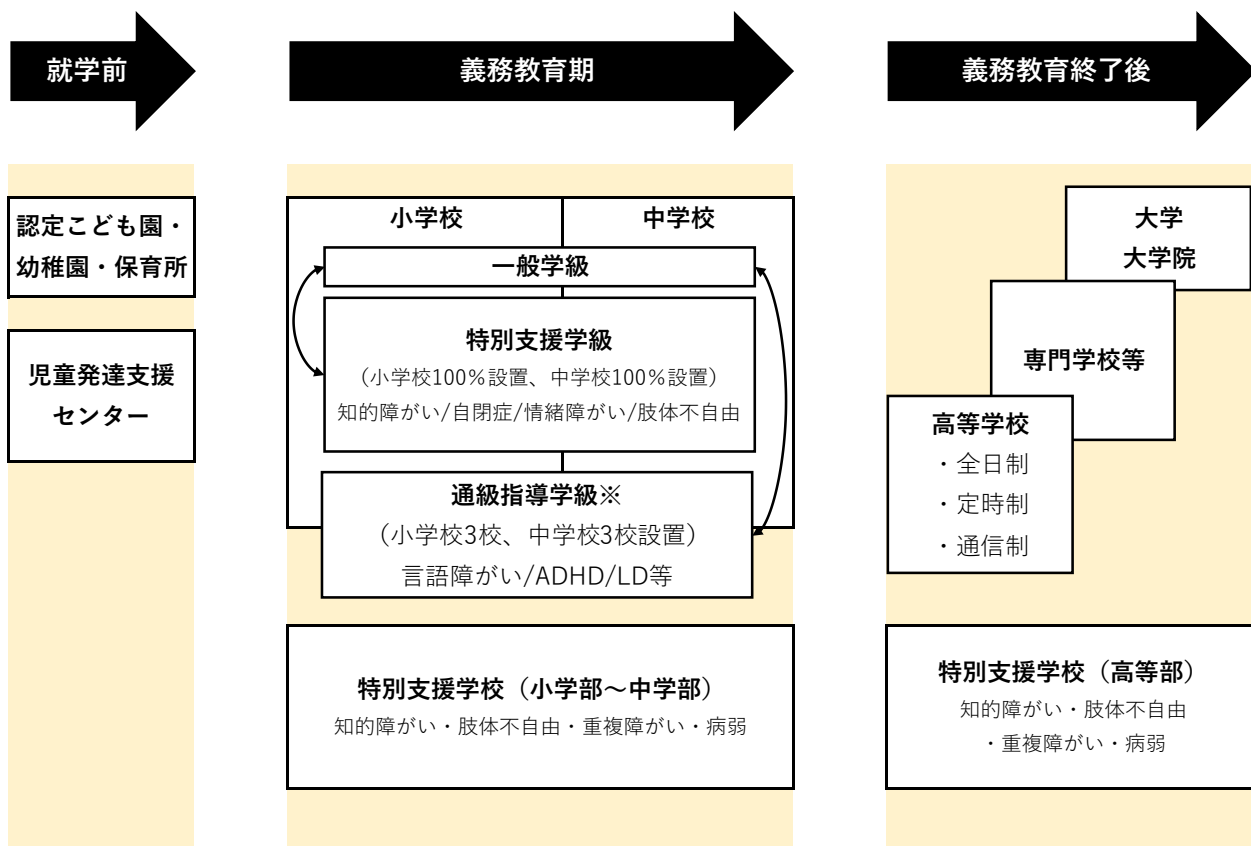 就学前
義務教育期
義務教育終了後
認定こども園・
幼稚園・保育所
児童発達支援
センター
小学校
中学校
一般学級
特別支援学級
（小学校100％設置、中学校100％設置）
知的障がい/自閉症/情緒障がい/肢体不自由
通級指導学級※
（小学校3校、中学校3校設置）
言語障がい/ADHD/LD等
特別支援学校（小学部～中学部）
知的障がい・肢体不自由・重複障がい・病弱
大学
大学院
専門学校等
高等学校
・全日制
・定時制
・通信制
特別支援学校（高等部）
知的障がい・肢体不自由
・重複障がい・病弱